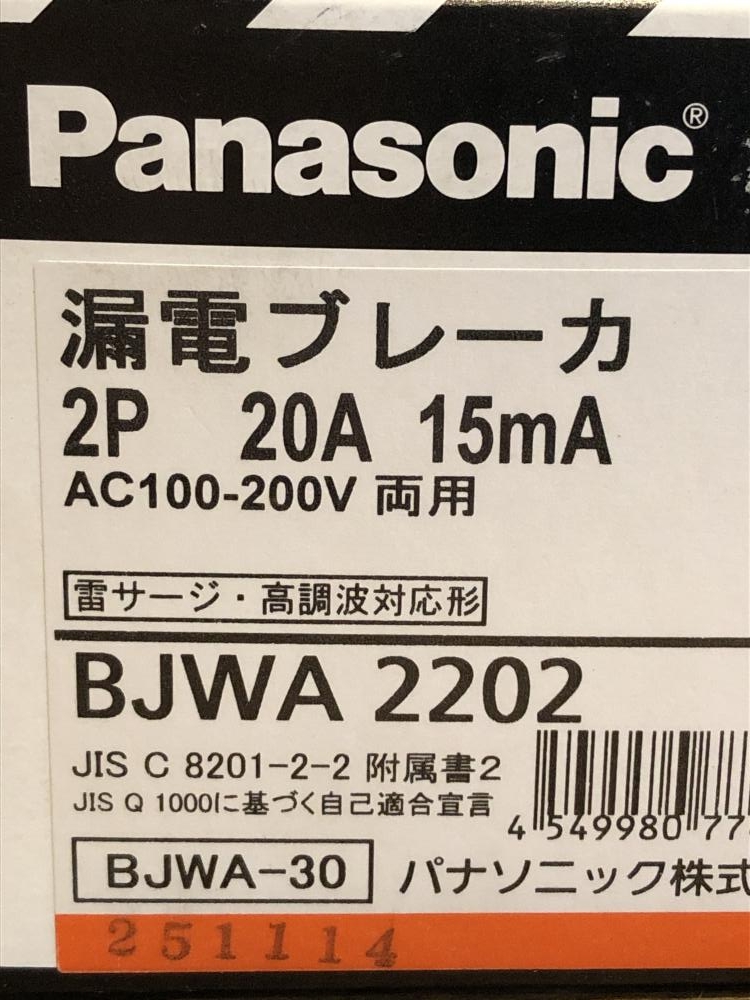 Panasonic®
漏電ブレーカ
2P 20A 15mA
AC100-200V 両用
雷サージ・高調波対応形
BJWA 2202
JIS C 8201-2-2 附属書2
JIS Q 1000に基づく自己適合宣言
4 549980 77
BJWA-30
パナソニック株式
251114